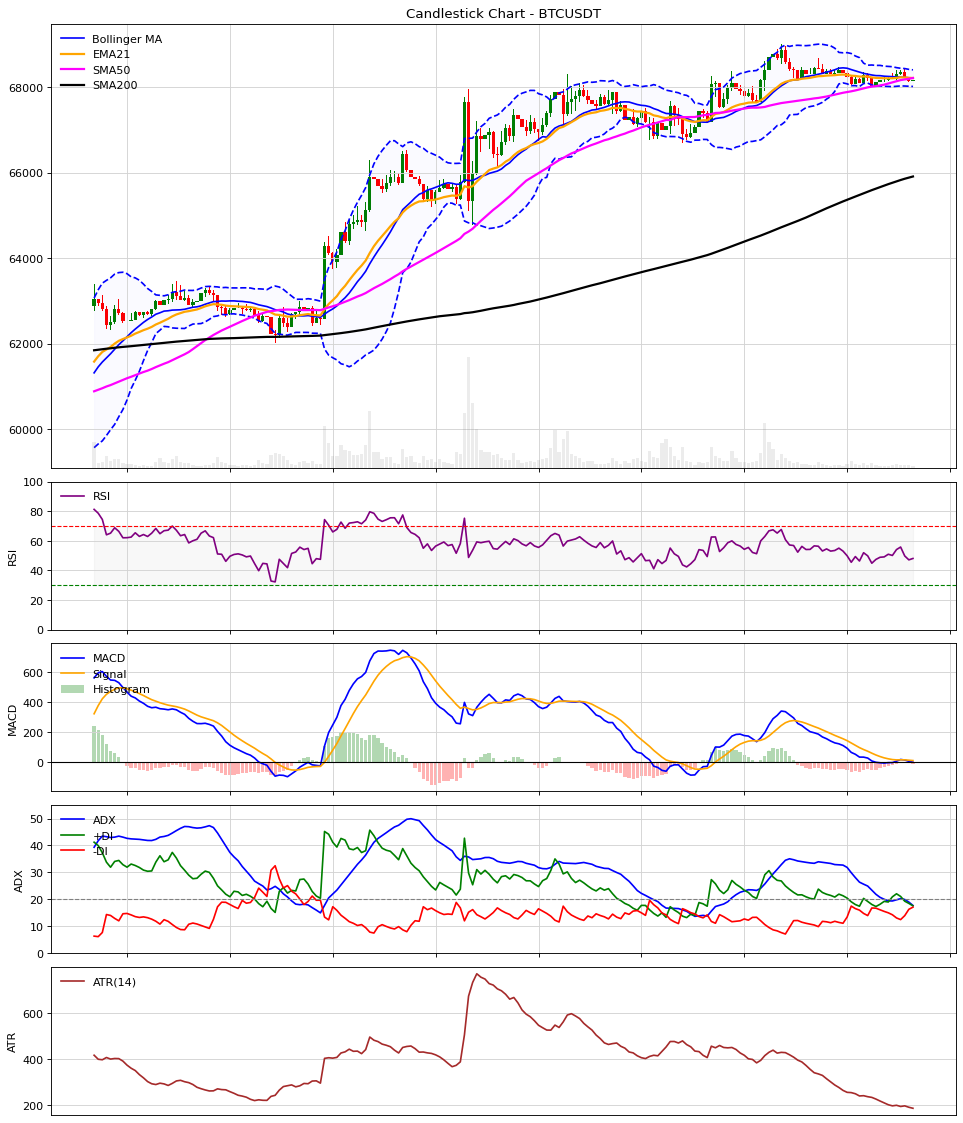 Candlestick Chart - BTCUSDT
Bollinger MA
EMA21
SMA50
SMA200
68000
66000
64000
62000
60000
RSI
100
80
60
40
20
0
RSI
MACD
Signal
Histogram
600
400
200
0
MACD
ADX
+DI
-DI
50
40
30
20
10
0
ADX
ATR(14)
600
400
200
ATR